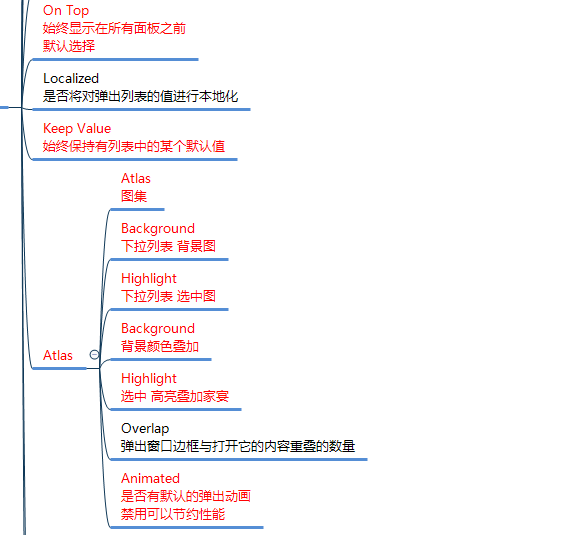 On Top
始终显示在所有面板之前
默认选择
Localized
是否将对弹出列表的值进行本地化
Keep Value
始终保持有列表中的某个默认值
Atlas
图集
Background
下拉列表 背景图
Highlight
下拉列表 选中图
Background
背景颜色叠加
Atlas
Highlight
选中 高亮叠加家宴
Overlap
弹出窗口边框与打开它的内容重叠的数量
Animated
是否有默认的弹出动画
禁用可以节约性能